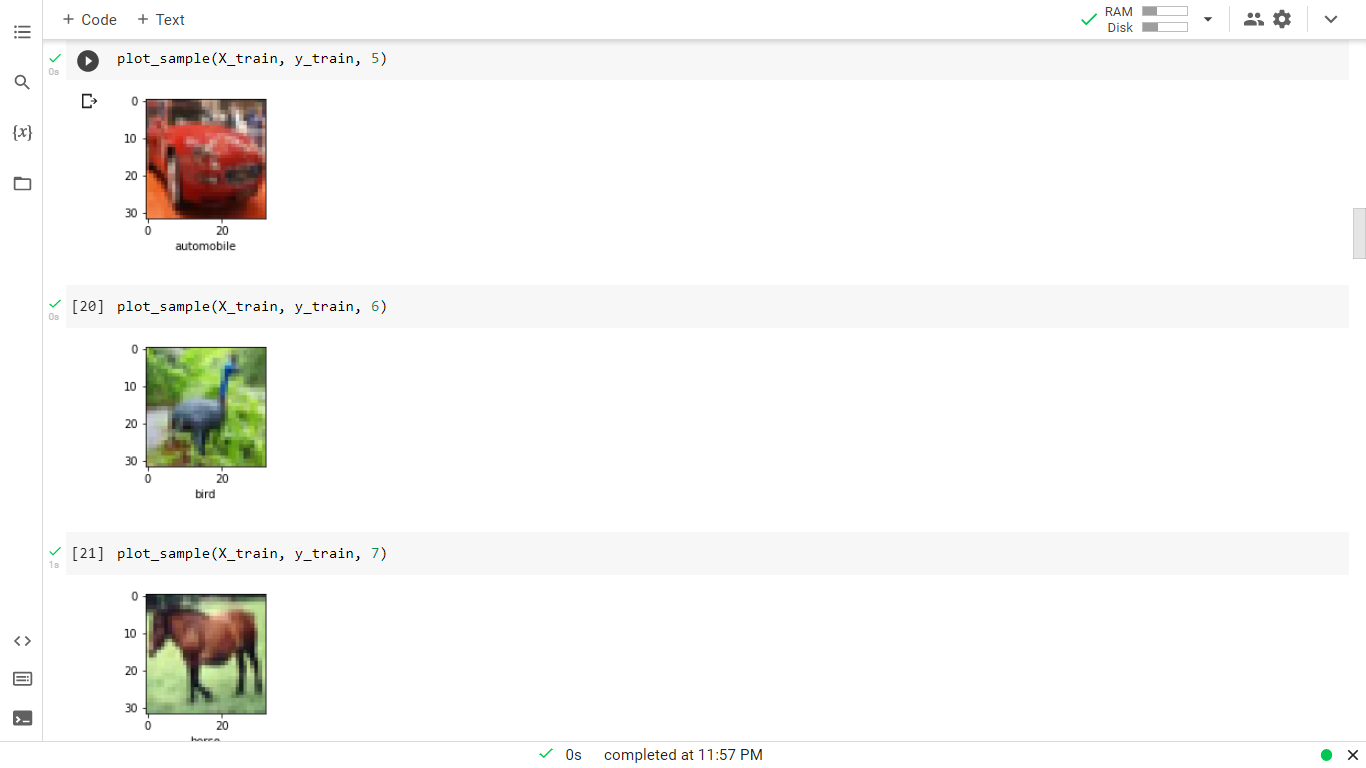 + Code + Text
RAM
Disk
{x}
0s
plot_sample(X_train, y_train, 5)
0
10
20
30
0 20
automobile
0s
[20] plot_sample(X_train, y_train, 6)
0
10
20
30
0 20
bird
1s
[21] plot_sample(X_train, y_train, 7)
0
10
20
30
0 20
horse
0s completed at 11:57 PM